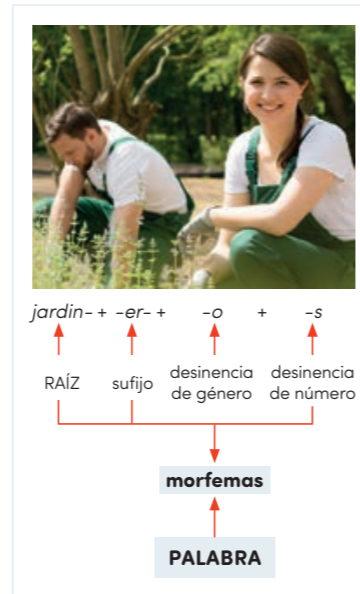 jardin- + -er- + -o + -s
RAÍZ sufijo desinencia de género desinencia de número
morfemas
PALABRA